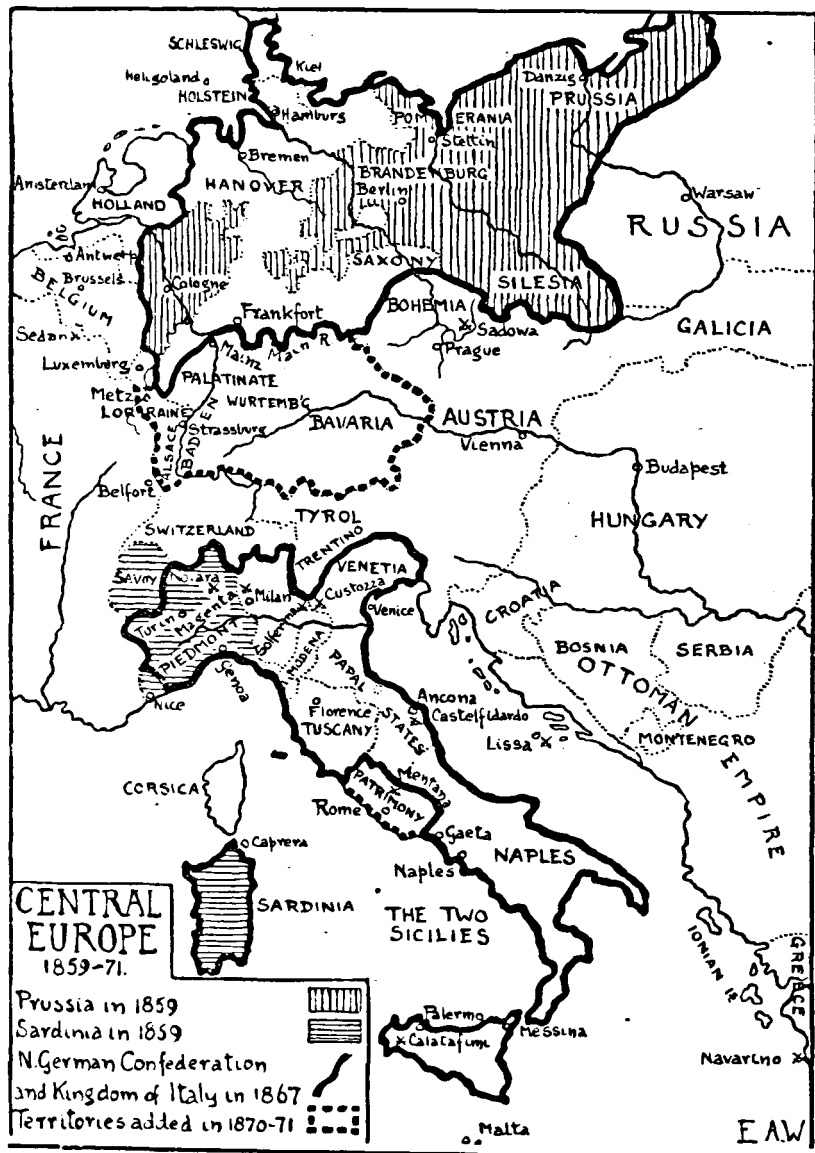 SCHLESWIG
Kiel
Heligoland
HOLSTEIN
Hamburg
Danzig
PRUSSIA
POMERANIA
Stettin
Bremen
HANOVER
BRANDENBURG
Berlin
Amsterdam
HOLLAND
Warsaw
RUSSIA
Antwerp
Brussels
BELGIUM
Cologne
SAXONY
SILESIA
Frankfort
BOHEMIA
Sadowa
Prague
GALICIA
Sedan
Luxemburg
Mainz
Main R
PALATINATE
Metz
LORRAINE
WURTEMB'G
BAVARIA
AUSTRIA
Vienna
Strassburg
ALSACE
BADEN
FRANCE
Belfort
Budapest
HUNGARY
SWITZERLAND
TYROL
TRENTINO
VENETIA
SAVOY
Novara
Milan
Custozza
Venice
Turin
Magenta
Solferino
PIEDMONT
CROATIA
BOSNIA
SERBIA
MODENA
Genoa
Nice
PAPAL STATES
OTTOMAN EMPIRE
Florence
TUSCANY
Ancona
Castelfidardo
Lissa
MONTENEGRO
CORSICA
Mentana
PATRIMONY
Rome
Gaeta
NAPLES
Naples
Caprera
SARDINIA
THE TWO
SICILIES
IONIAN Is
GREECE
Palermo
Messina
Calatafimi
Navarino
Malta
CENTRAL
EUROPE
1859-71.
Prussia in 1859
Sardinia in 1859
N.German Confederation
and Kingdom of Italy in 1867
Territories added in 1870-71
E A.W